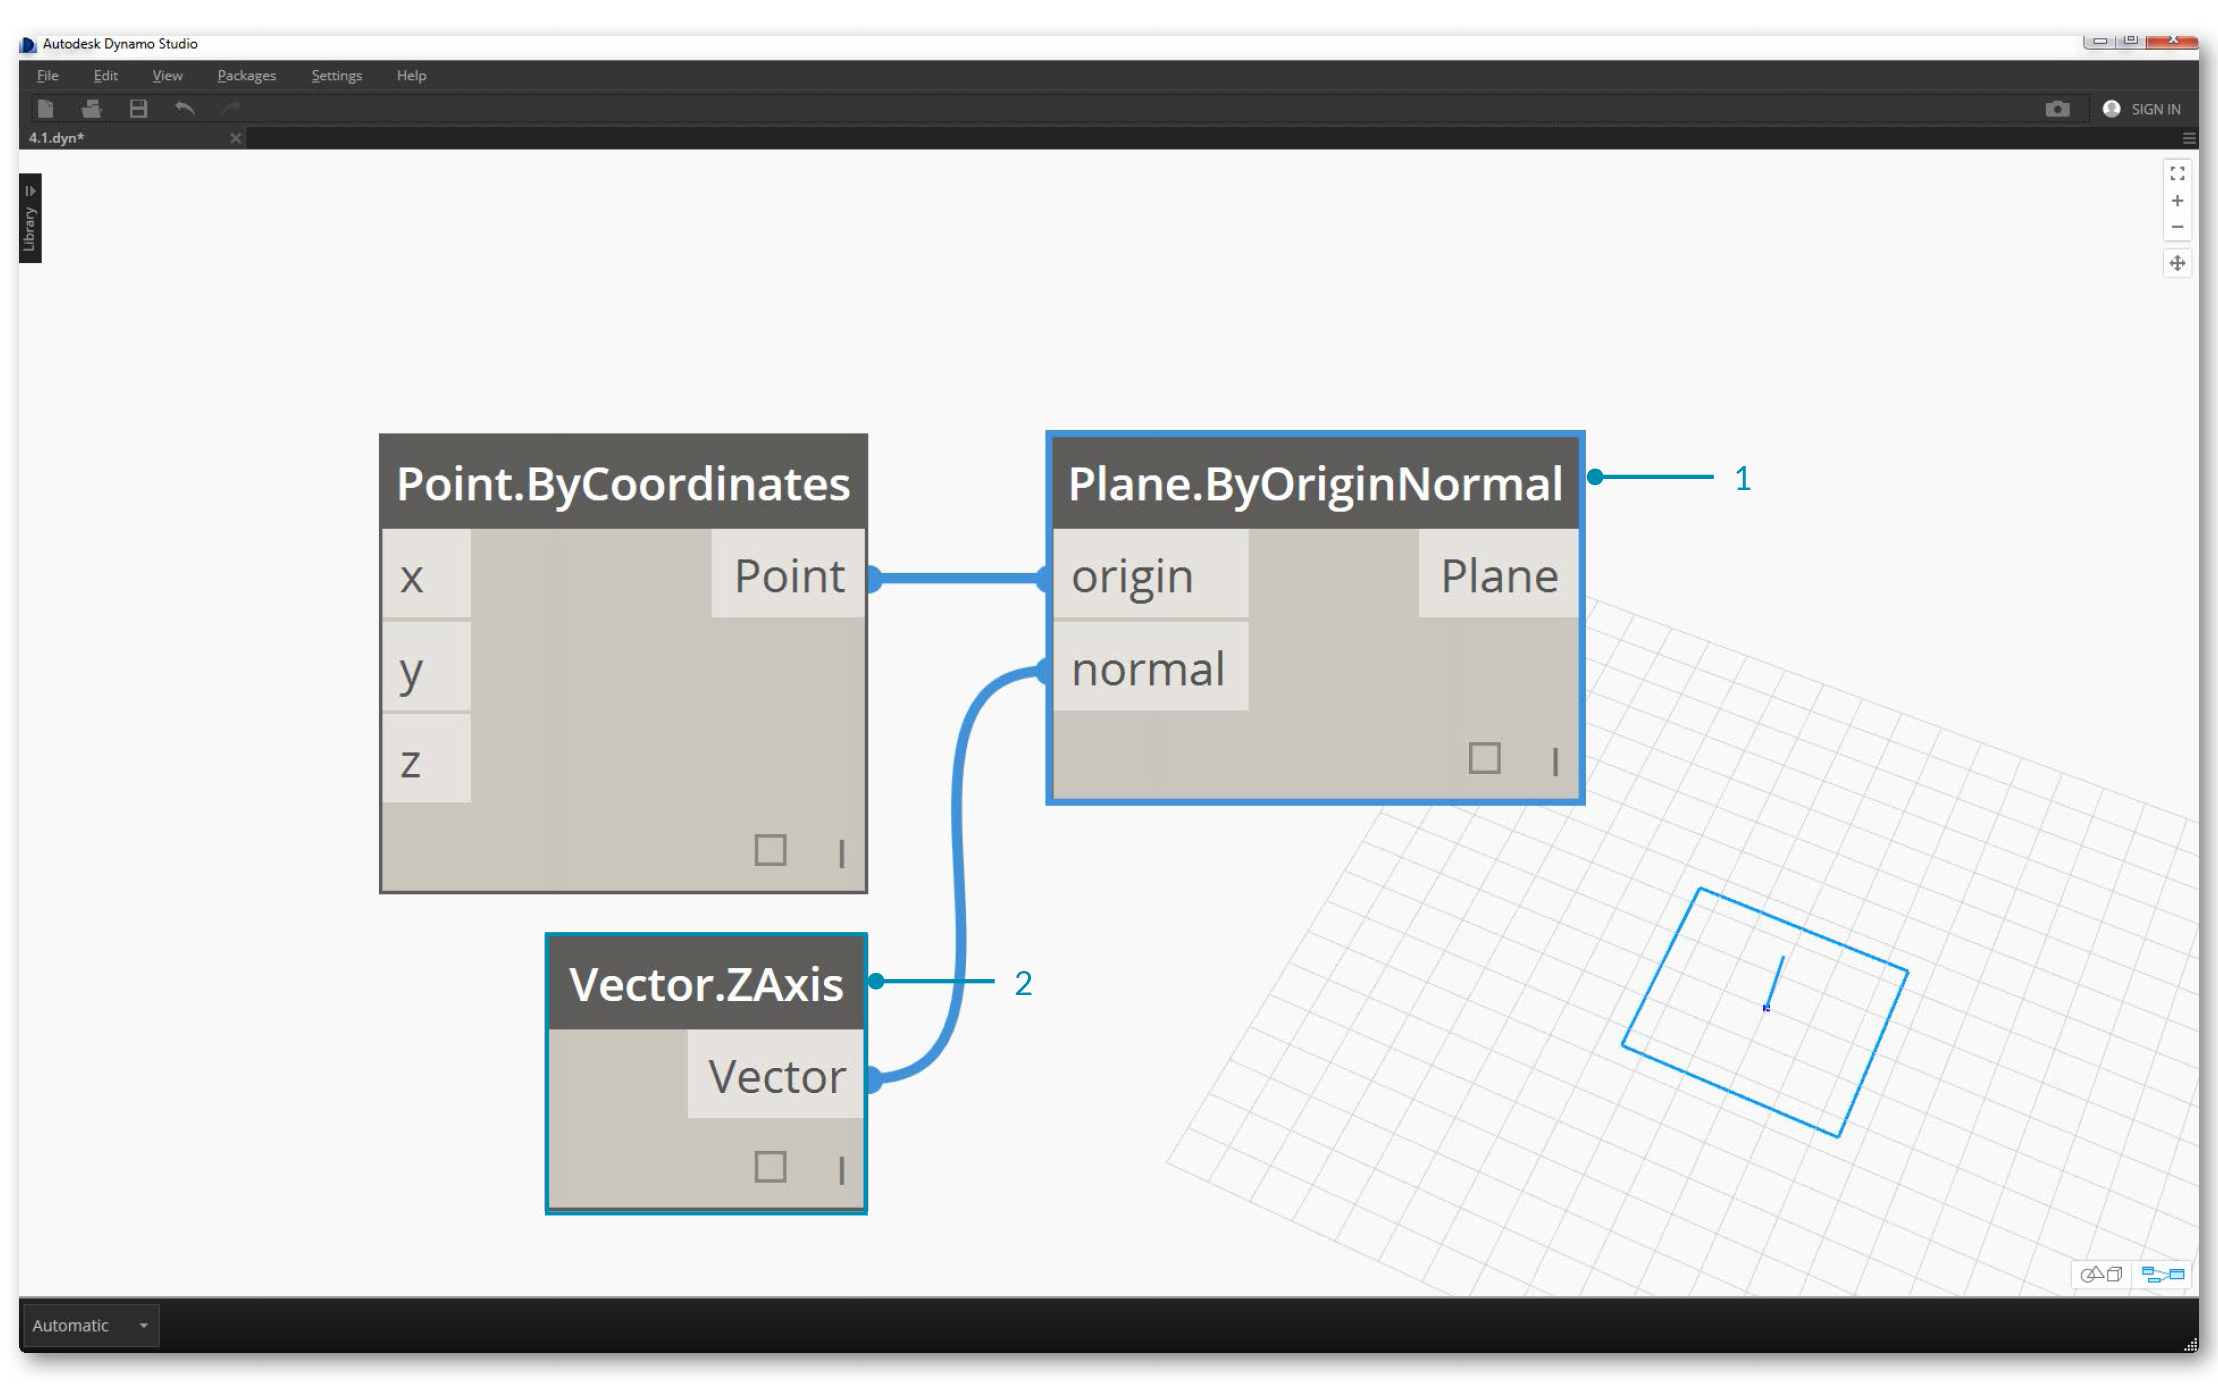 Autodesk Dynamo Studio
File Edit View Packages Settings Help
SIGN IN
4.1.dyn*
Library
Point.ByCoordinates
x Point
y
z
Plane.ByOriginNormal
origin Plane
normal
1
Vector.ZAxis
Vector
2
Automatic